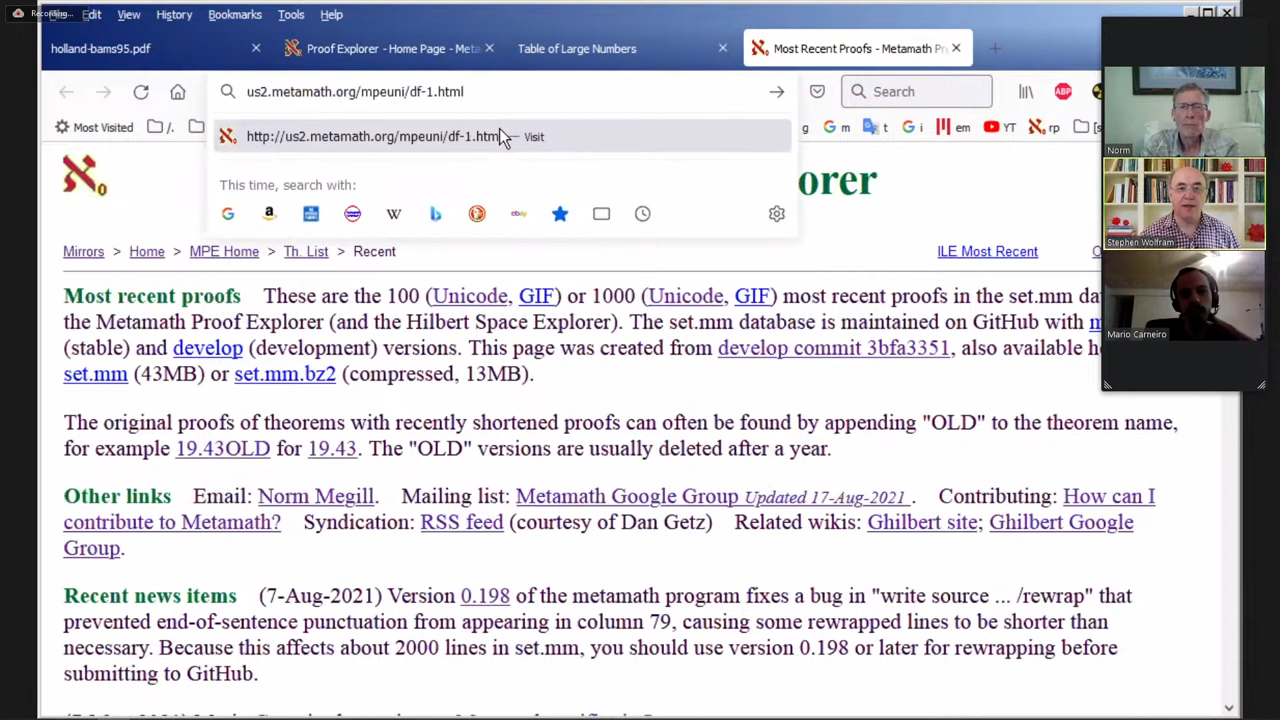 Recording...
Edit View History Bookmarks Tools Help
holland-bams95.pdf
Proof Explorer - Home Page - Meta
Table of Large Numbers
Most Recent Proofs - Metamath Pr
us2.metamath.org/mpeuni/df-1.html
Search
ABP
Most Visited
/.
G m
t
G i
em
YT
rp
[s
http://us2.metamath.org/mpeuni/df-1.html — Visit
This time, search with:
orer
Mirrors > Home > MPE Home > Th. List > Recent
ILE Most Recent
Most recent proofs These are the 100 (Unicode, GIF) or 1000 (Unicode, GIF) most recent proofs in the set.mm da
the Metamath Proof Explorer (and the Hilbert Space Explorer). The set.mm database is maintained on GitHub with m
(stable) and develop (development) versions. This page was created from develop commit 3bfa3351, also available h
set.mm (43MB) or set.mm.bz2 (compressed, 13MB).
The original proofs of theorems with recently shortened proofs can often be found by appending "OLD" to the theorem name,
for example 19.43OLD for 19.43. The "OLD" versions are usually deleted after a year.
Other links Email: Norm Megill. Mailing list: Metamath Google Group Updated 17-Aug-2021 . Contributing: How can I
contribute to Metamath? Syndication: RSS feed (courtesy of Dan Getz) Related wikis: Ghilbert site; Ghilbert Google
Group.
Recent news items (7-Aug-2021) Version 0.198 of the metamath program fixes a bug in "write source ... /rewrap" that
prevented end-of-sentence punctuation from appearing in column 79, causing some rewrapped lines to be shorter than
necessary. Because this affects about 2000 lines in set.mm, you should use version 0.198 or later for rewrapping before
submitting to GitHub.
Norm
Stephen Wolfram
Mario Carneiro